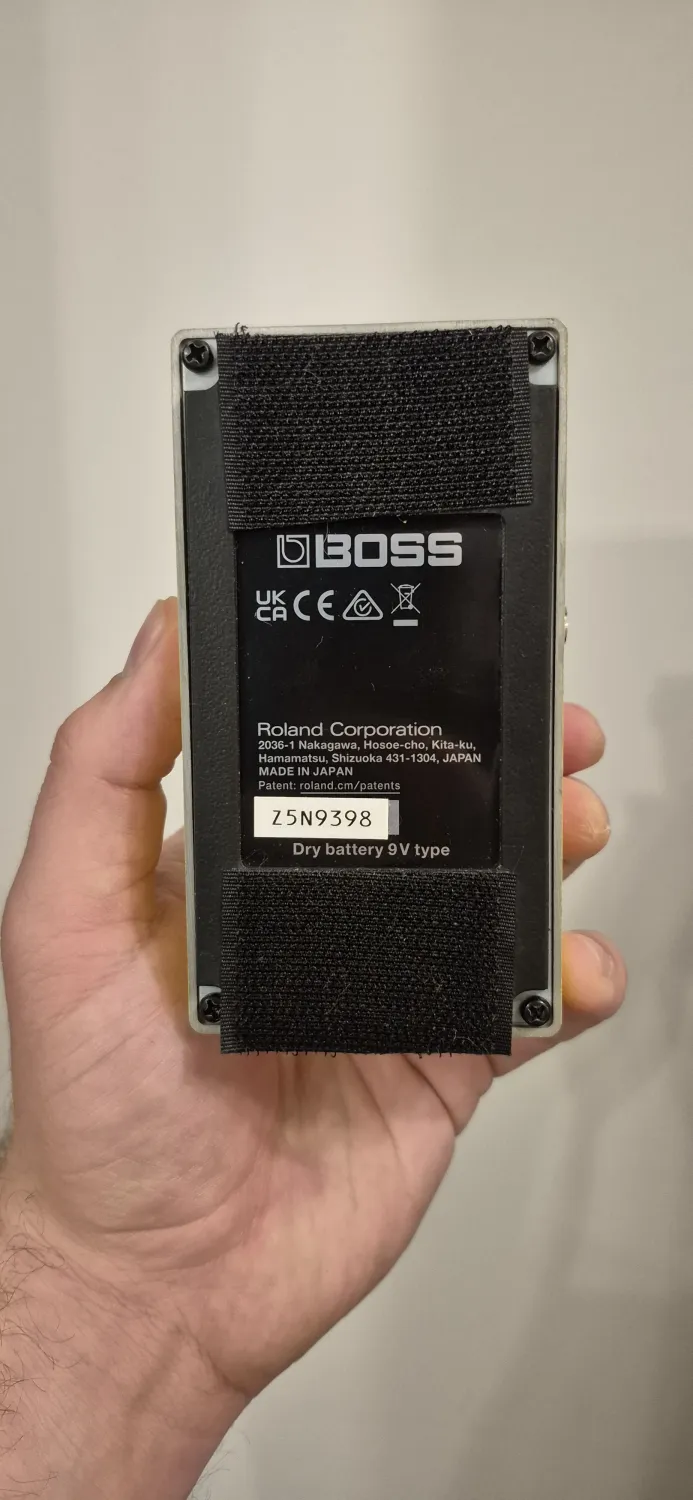 BOSS
UK
CA CE
Roland Corporation
2036-1 Nakagawa, Hosoe-cho, Kita-ku,
Hamamatsu, Shizuoka 431-1304, JAPAN
MADE IN JAPAN
Patent: roland.cm/patents
Z5N9398
Dry battery 9V type